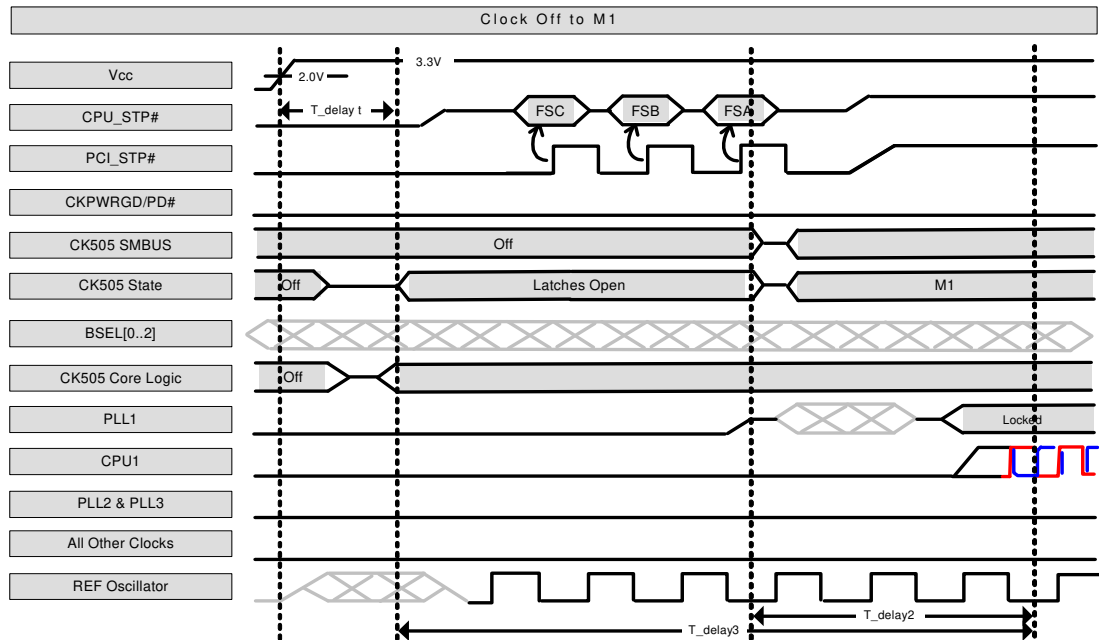 Clock Off to M1
Vcc
2.0V
3.3V
CPU_STP#
T_delay t
FSC
FSB
FSA
PCI_STP#
CKPWRGD/PD#
CK505 SMBUS
Off
CK505 State
Off
Latches Open
M1
BSEL[0..2]
CK505 Core Logic
Off
PLL1
Locked
CPU1
PLL2 & PLL3
All Other Clocks
REF Oscillator
T_delay2
T_delay3